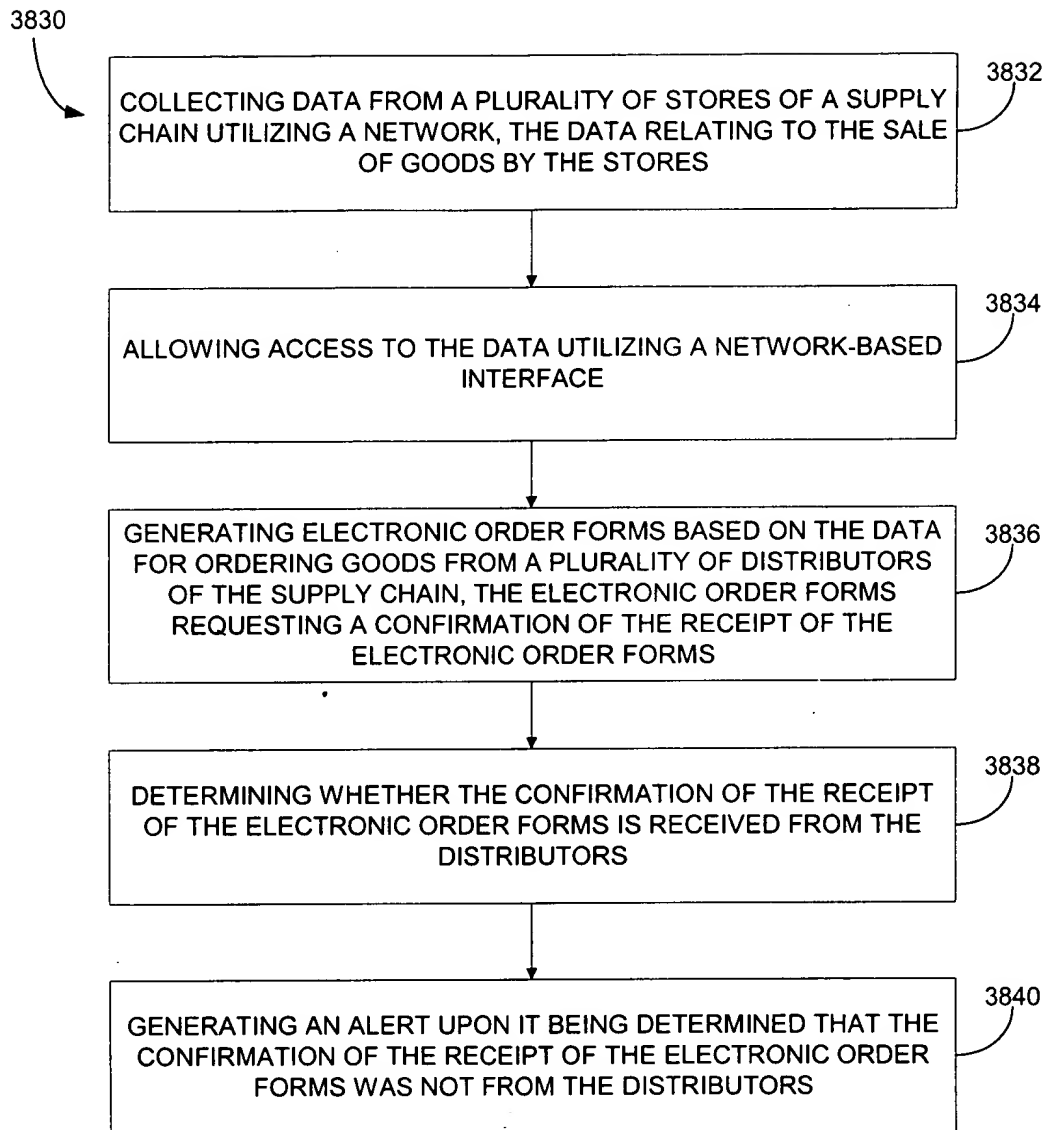 3830
3832
COLLECTING DATA FROM A PLURALITY OF STORES OF A SUPPLY
CHAIN UTILIZING A NETWORK, THE DATA RELATING TO THE SALE
OF GOODS BY THE STORES
3834
ALLOWING ACCESS TO THE DATA UTILIZING A NETWORK-BASED
INTERFACE
3836
GENERATING ELECTRONIC ORDER FORMS BASED ON THE DATA
FOR ORDERING GOODS FROM A PLURALITY OF DISTRIBUTORS
OF THE SUPPLY CHAIN, THE ELECTRONIC ORDER FORMS
REQUESTING A CONFIRMATION OF THE RECEIPT OF THE
ELECTRONIC ORDER FORMS
3838
DETERMINING WHETHER THE CONFIRMATION OF THE RECEIPT
OF THE ELECTRONIC ORDER FORMS IS RECEIVED FROM THE
DISTRIBUTORS
3840
GENERATING AN ALERT UPON IT BEING DETERMINED THAT THE
CONFIRMATION OF THE RECEIPT OF THE ELECTRONIC ORDER
FORMS WAS NOT FROM THE DISTRIBUTORS